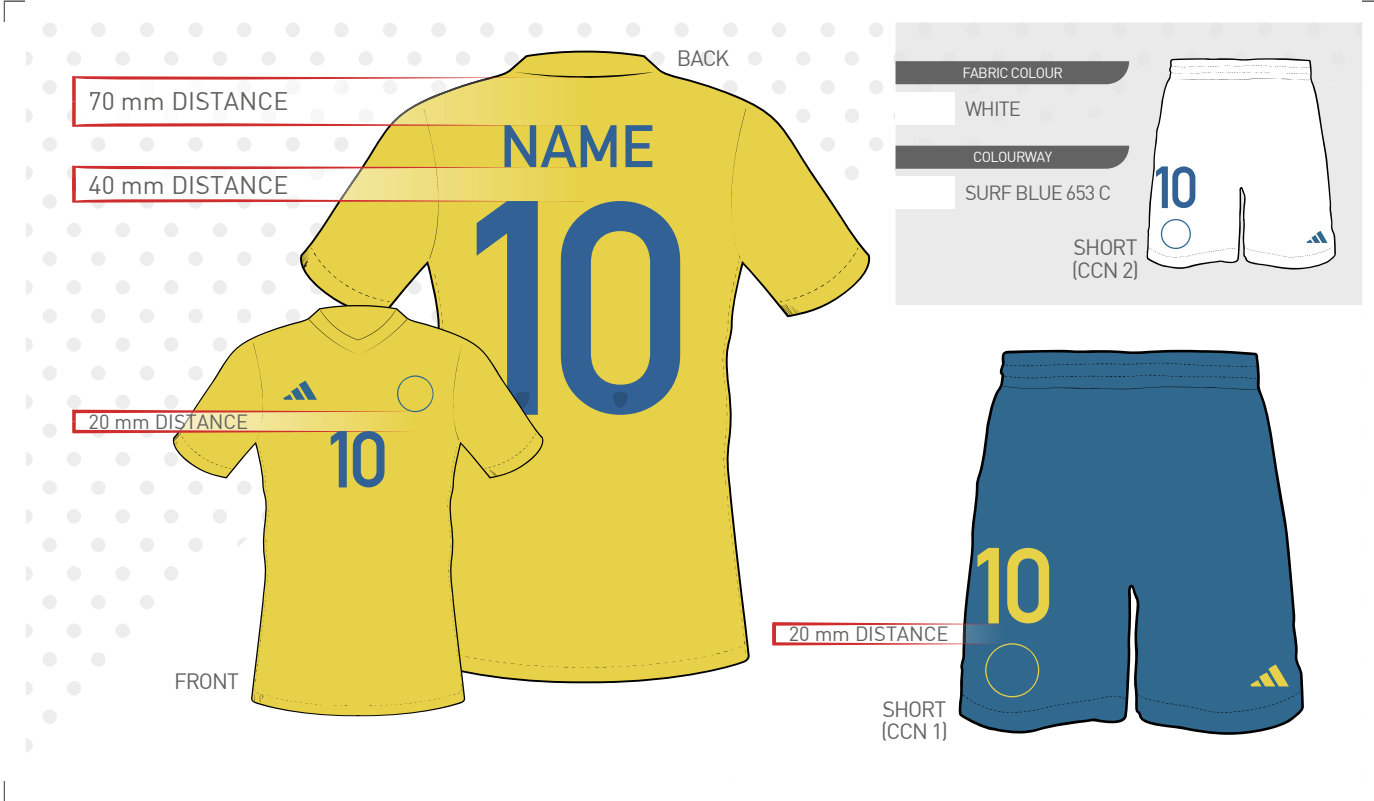 BACK
70 mm DISTANCE
NAME
40 mm DISTANCE
10
20 mm DISTANCE
10
FRONT
FABRIC COLOUR
WHITE
COLOURWAY
SURF BLUE 653 C
10
SHORT
(CCN 2)
10
20 mm DISTANCE
SHORT
(CCN 1)